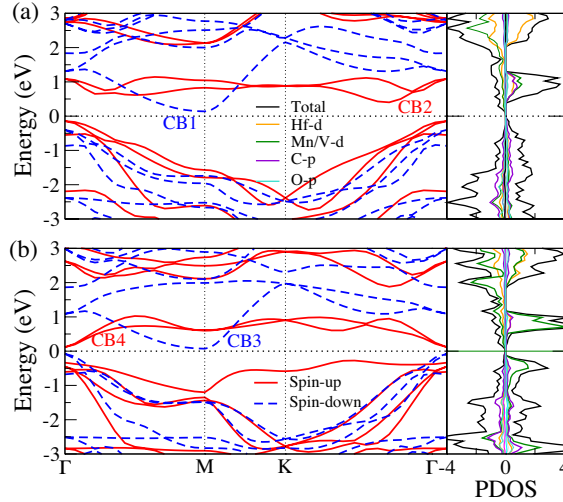 (a)
3
2
1
0
-1
-2
-3
Energy (eV)
CB1
CB2
Total
Hf-d
Mn/V-d
C-p
O-p
(b)
3
2
1
0
-1
-2
-3
Energy (eV)
CB4
CB3
Spin-up
Spin-down
Γ M K Γ -4 0 4
PDOS